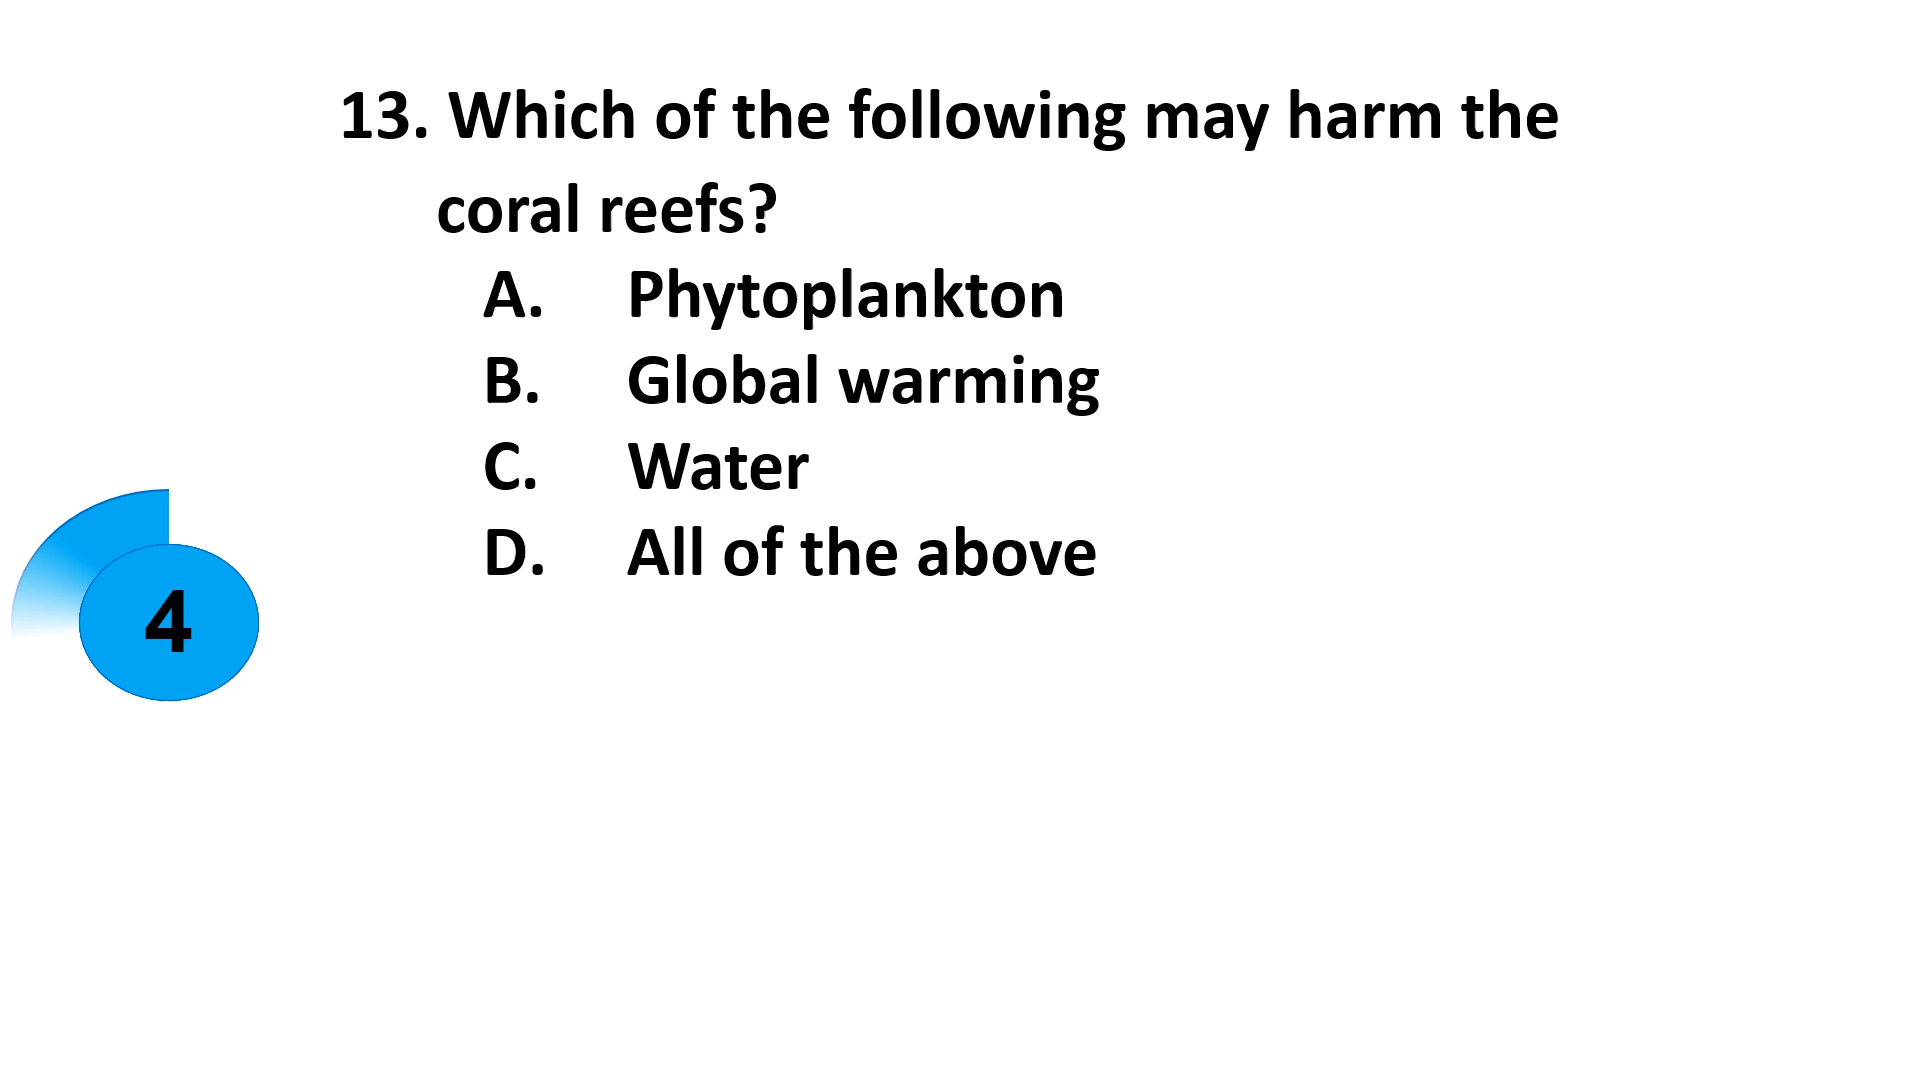 13. Which of the following may harm the
coral reefs?
A. Phytoplankton
B. Global warming
C. Water
D. All of the above
4